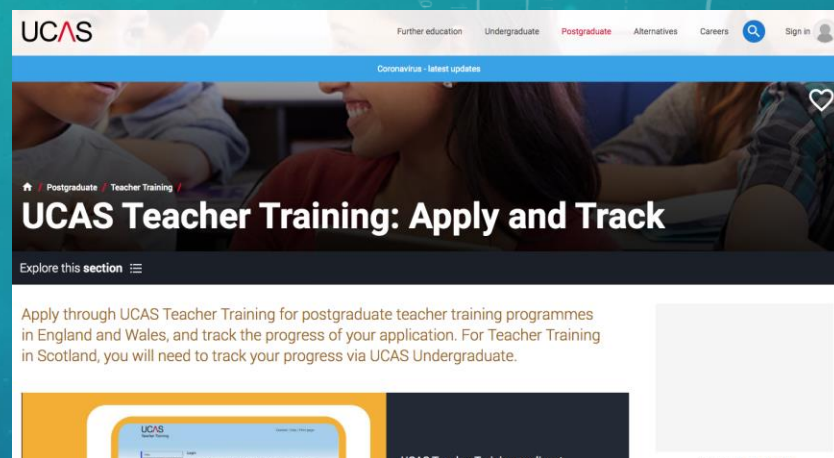 UCAS
Further education Undergraduate Postgraduate Alternatives Careers Sign in
Coronavirus - latest updates
/ Postgraduate / Teacher Training /
UCAS Teacher Training: Apply and Track
Explore this section
Apply through UCAS Teacher Training for postgraduate teacher training programmes
in England and Wales, and track the progress of your application. For Teacher Training
in Scotland, you will need to track your progress via UCAS Undergraduate.
UCAS
Teacher Training